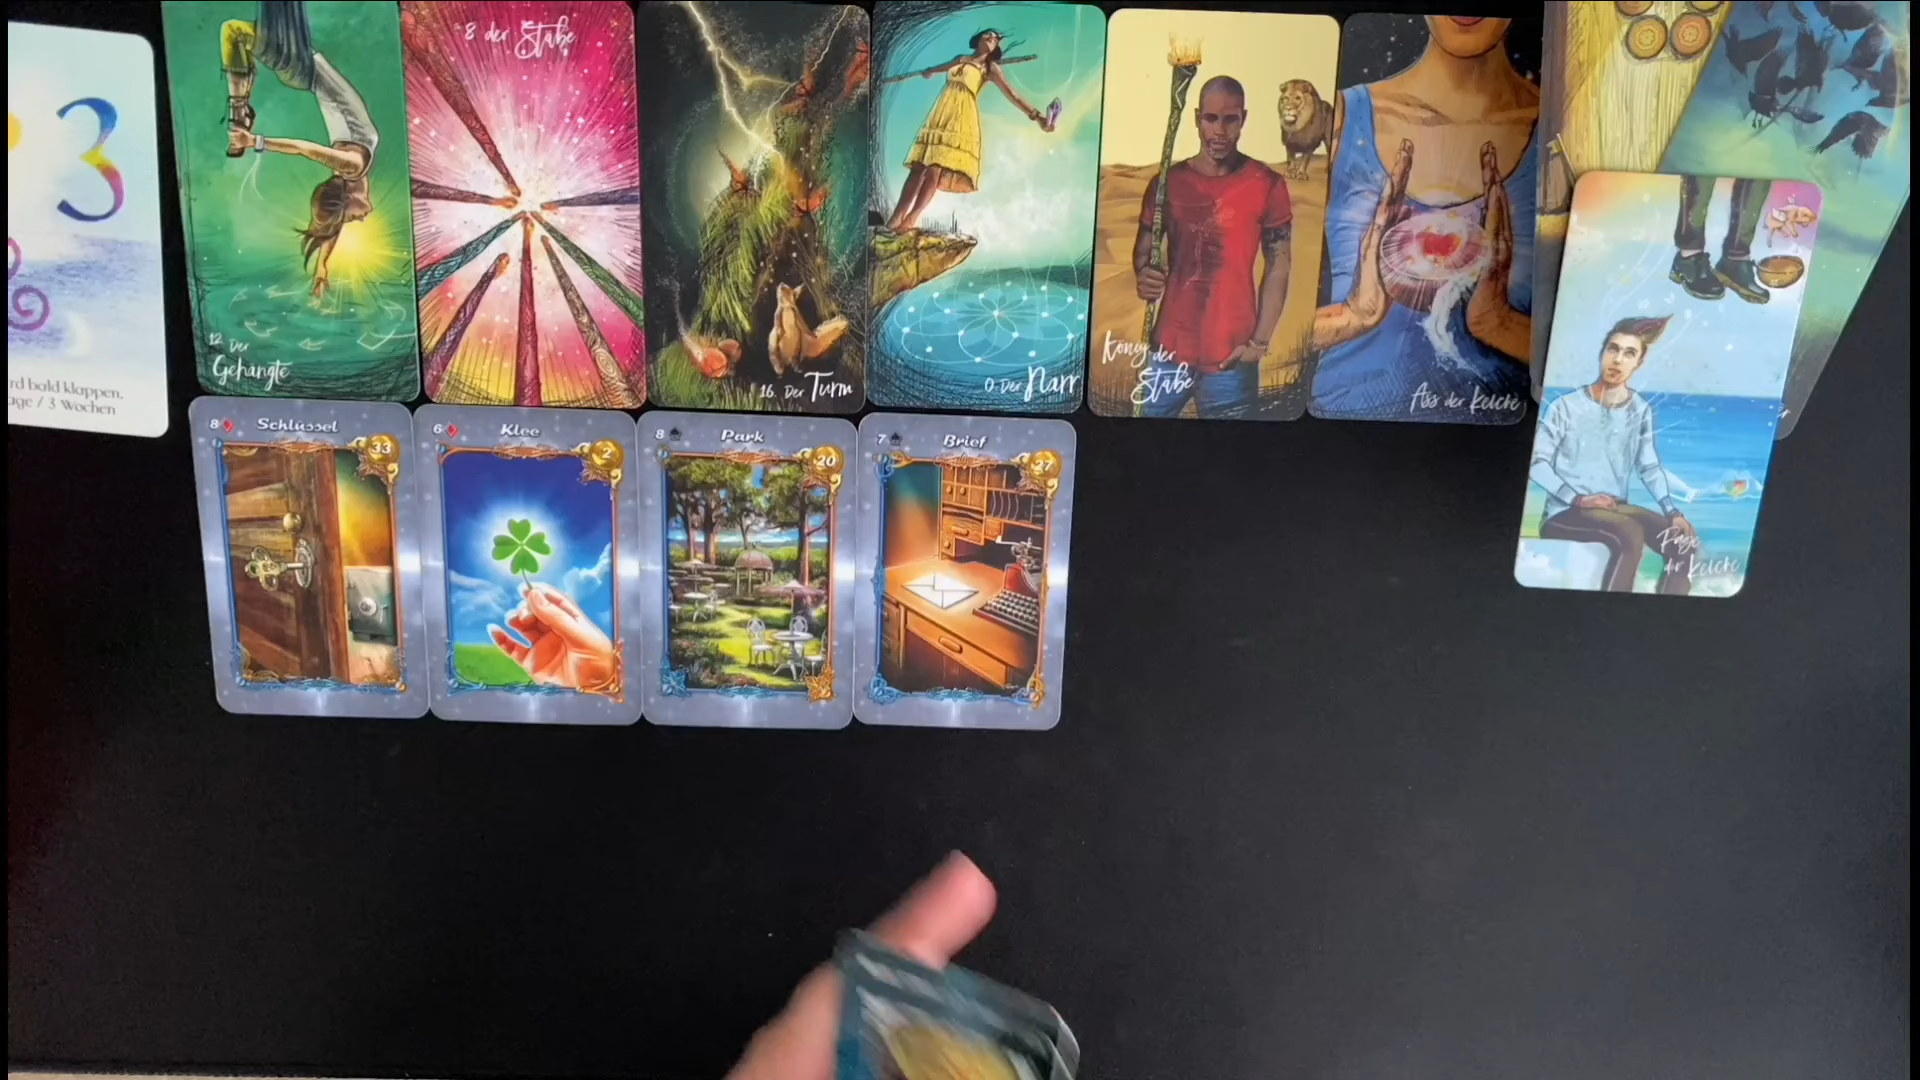 3
rd bald klappen.
age / 3 Wochen
12 Der
Gehängte
8 der Stäbe
16. Der Turm
0. Der Narr
König der
Stäbe
Ass der Kelche
Page
der Kelche
8 Schlüssel 33
6 Klee 2
8 Park 20
7 Brief 27